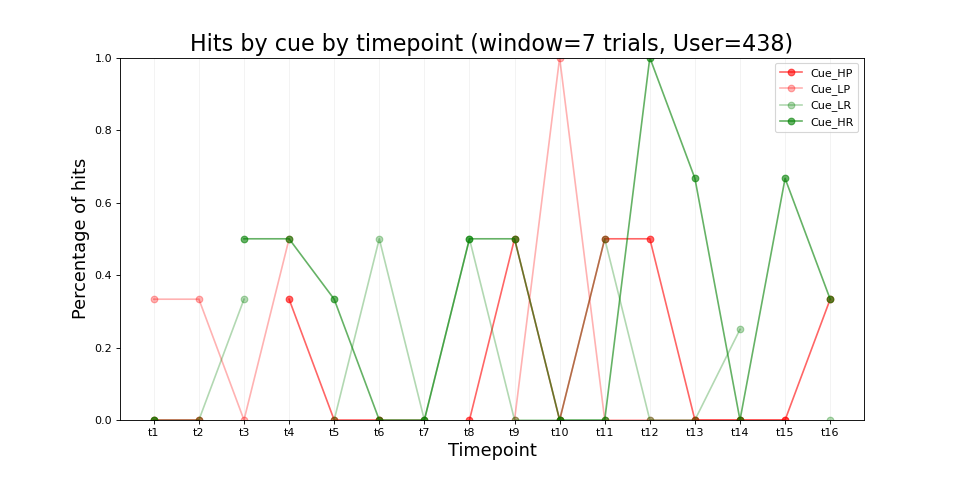 Hits by cue by timepoint (window=7 trials, User=438)
Percentage of hits
1.0
0.8
0.6
0.4
0.2
0.0
Cue_HP
Cue_LP
Cue_LR
Cue_HR
t1 t2 t3 t4 t5 t6 t7 t8 t9 t10 t11 t12 t13 t14 t15 t16
Timepoint